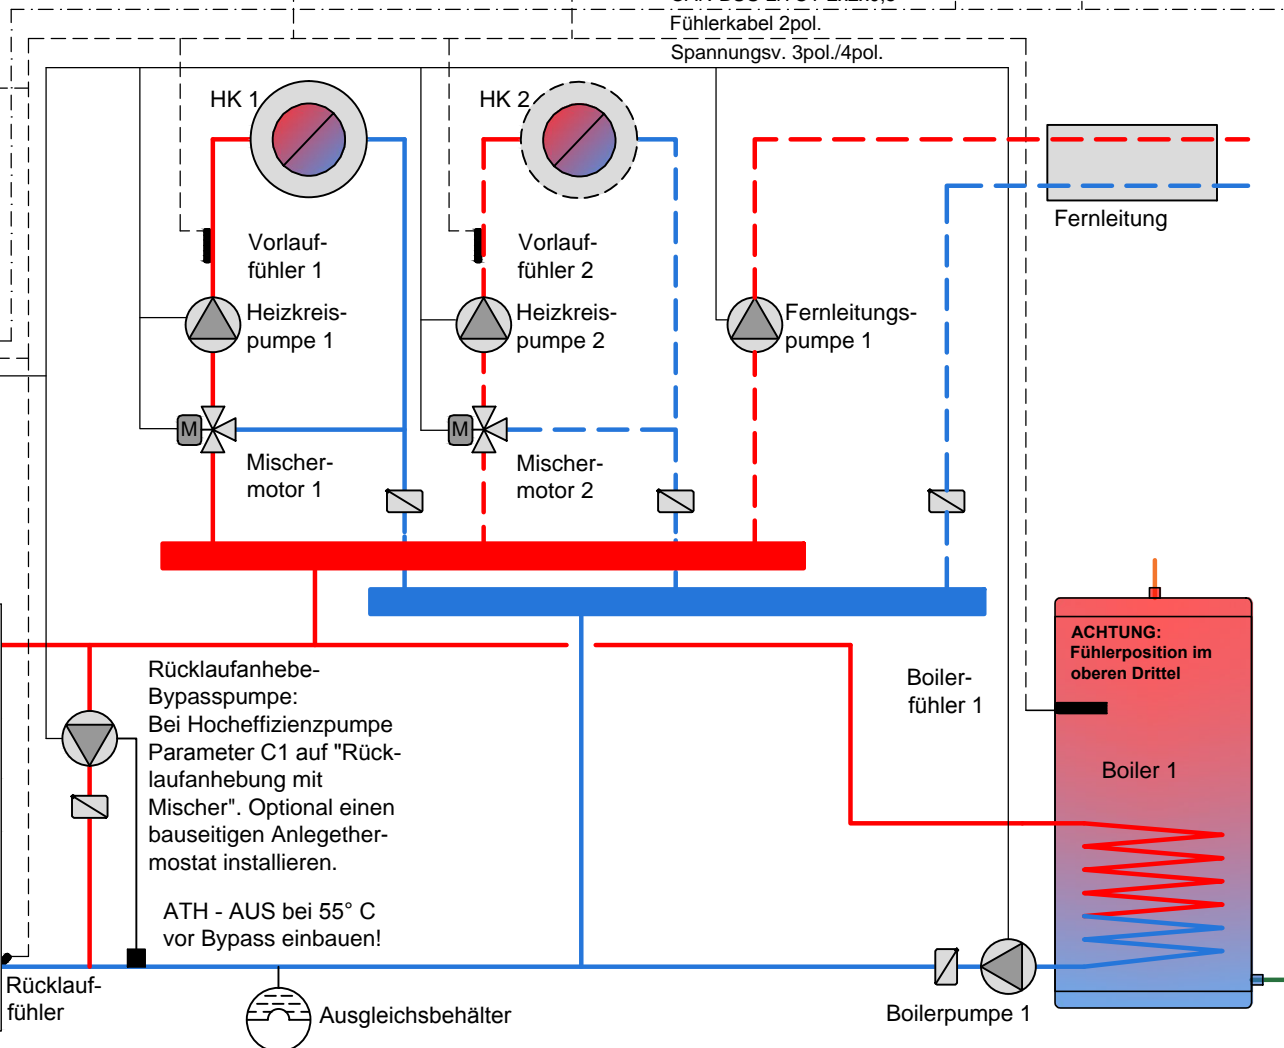 Fühlerkabel 2pol.
Spannungsv. 3pol./4pol.
HK 1
HK 2
Fernleitung
Vorlauf-
fühler 1
Vorlauf-
fühler 2
Heizkreis-
pumpe 1
Heizkreis-
pumpe 2
Fernleitungs-
pumpe 1
M
M
Mischer-
motor 1
Mischer-
motor 2
ACHTUNG:
Fühlerposition im
oberen Drittel
Boiler-
fühler 1
Boiler 1
Rücklaufanhebe-
Bypasspumpe:
Bei Hocheffizienzpumpe
Parameter C1 auf "Rück-
laufanhebung mit
Mischer". Optional einen
bauseitigen Anlegether-
mostat installieren.
ATH - AUS bei 55° C
vor Bypass einbauen!
Rücklauf-
fühler
Ausgleichsbehälter
Boilerpumpe 1